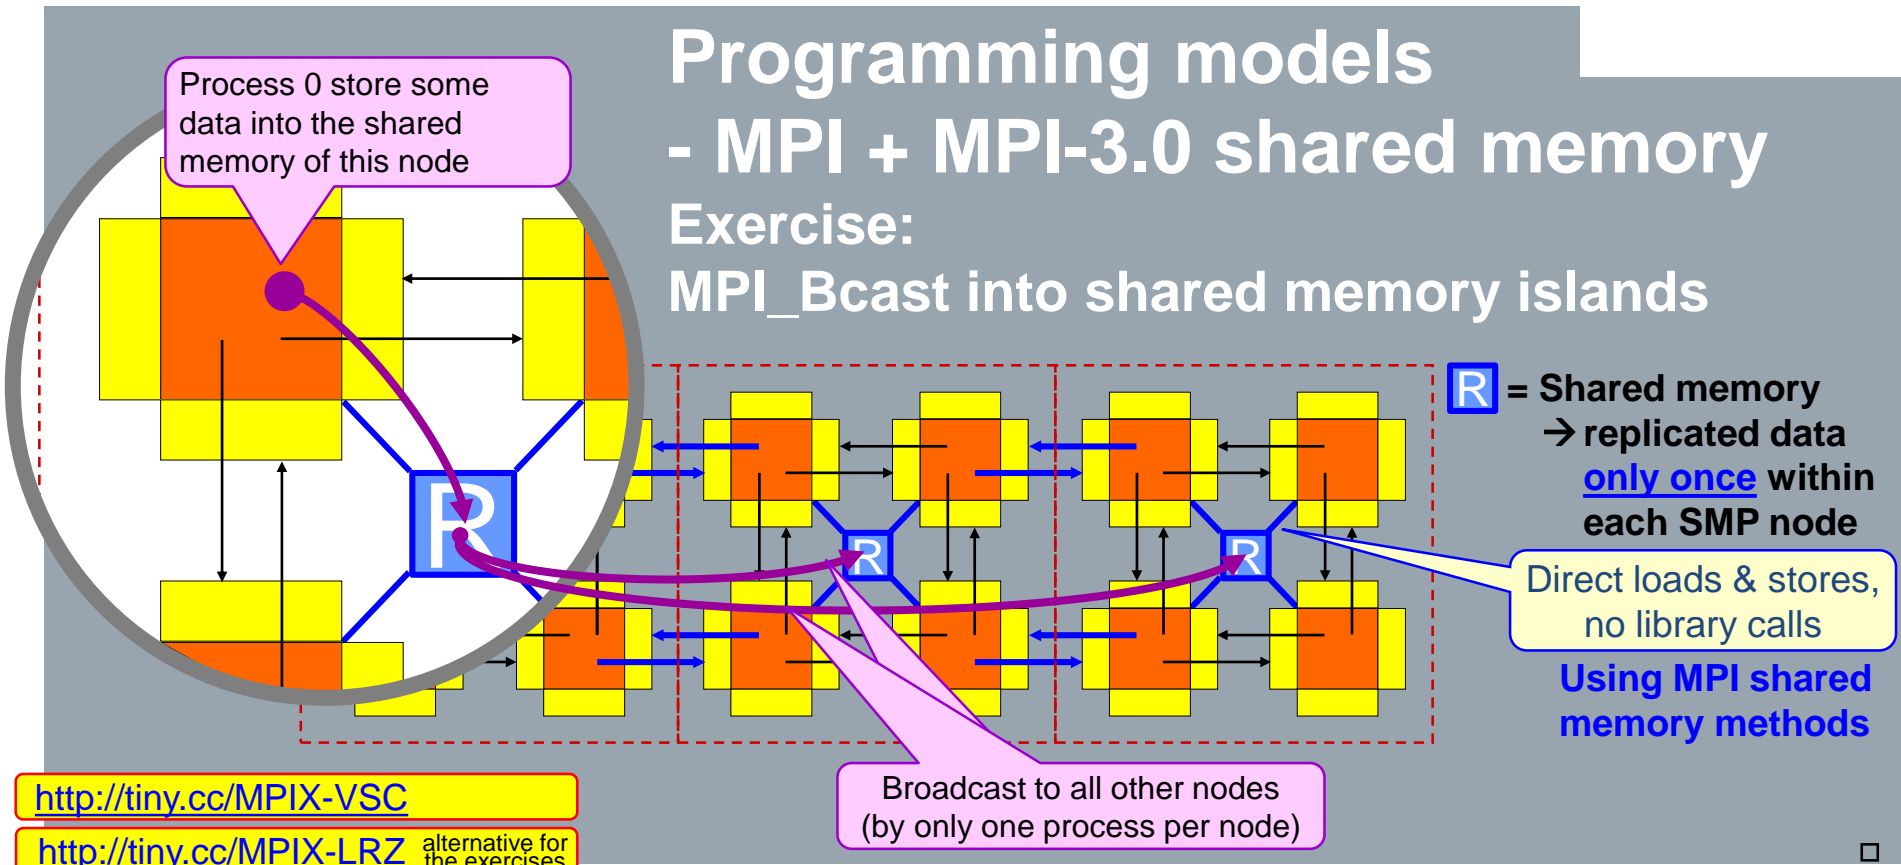 Programming models
- MPI + MPI-3.0 shared memory
Exercise:
MPI_Bcast into shared memory islands
Process 0 store some
data into the shared
memory of this node
R
R
R
R = Shared memory
→ replicated data
only once within
each SMP node
Direct loads & stores,
no library calls
Using MPI shared
memory methods
Broadcast to all other nodes
(by only one process per node)
http://tiny.cc/MPIX-VSC
http://tiny.cc/MPIX-LRZ alternative for
the exercises